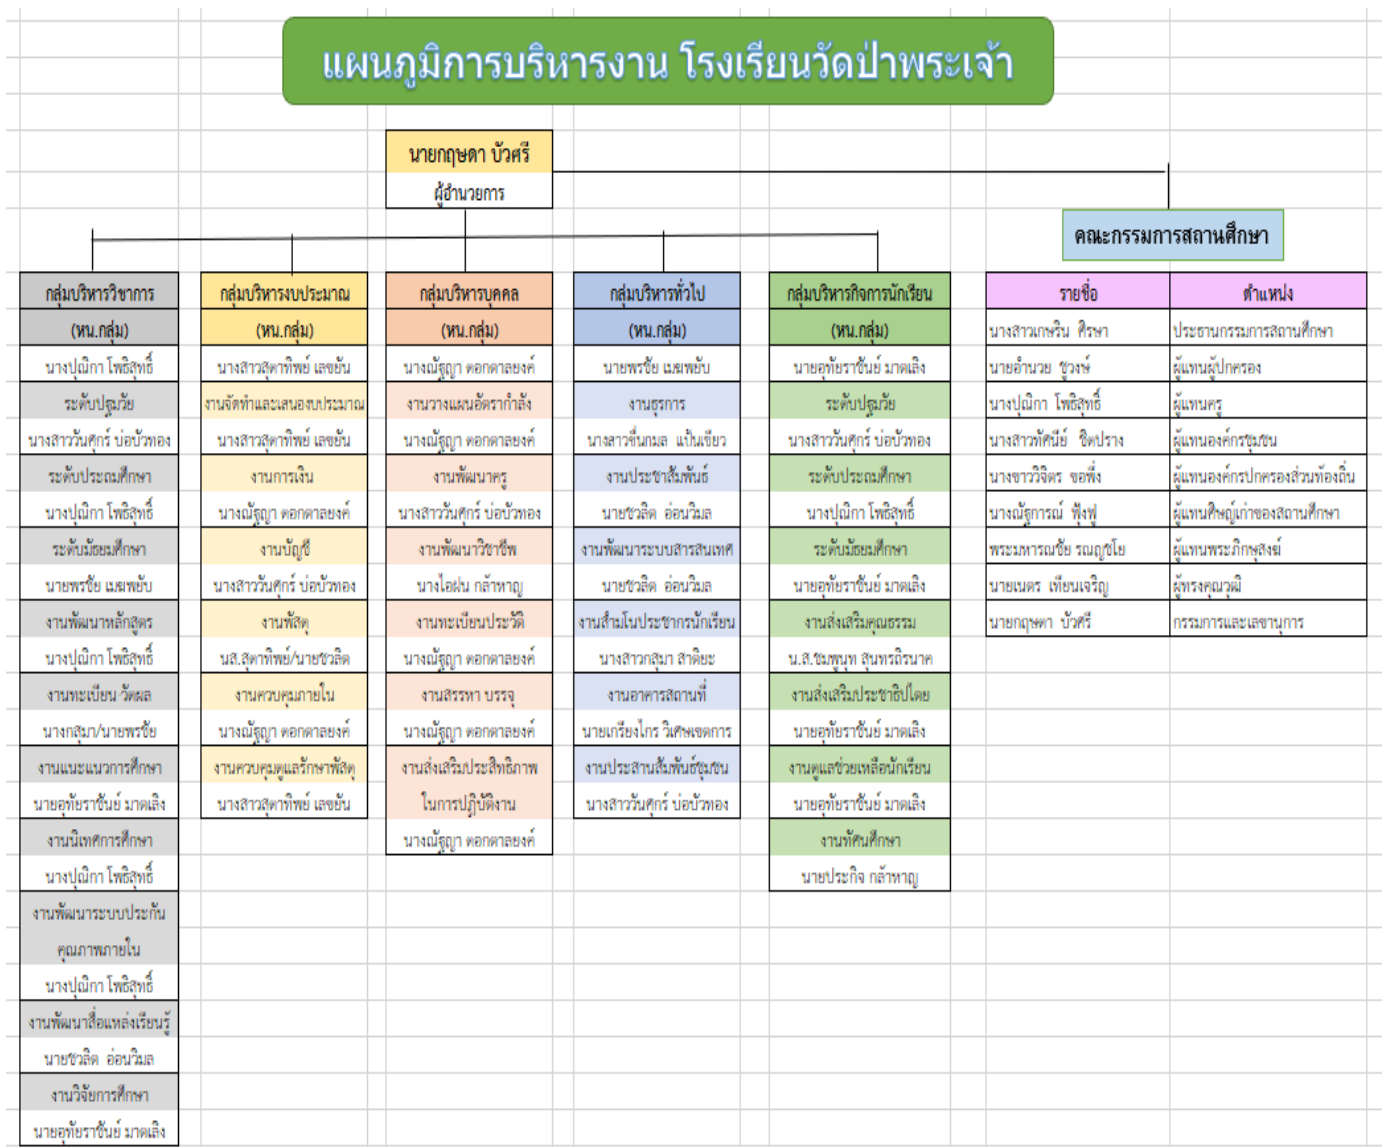 แผนภูมิการบริหารงาน โรงเรียนวัดป่าพระเจ้า
นายกฤษดา บัวศรี
ผู้อำนวยการ
คณะกรรมการสถานศึกษา
กลุ่มบริหารวิชาการ
(หน.กลุ่ม)
นางปุณิกา โพธิสุทธิ์
ระดับปฐมวัย
นางสาววันศุกร์ บ่อบัวทอง
ระดับประถมศึกษา
นางปุณิกา โพธิสุทธิ์
ระดับมัธยมศึกษา
นายพรชัย เมฆพยับ
งานพัฒนาหลักสูตร
นางปุณิกา โพธิสุทธิ์
งานทะเบียน วัดผล
นางกสุมา/นายพรชัย
งานแนะแนวการศึกษา
นายอุทัยราชันย์ มาตเลิง
งานนิเทศการศึกษา
นางปุณิกา โพธิสุทธิ์
งานพัฒนาระบบประกัน
คุณภาพภายใน
นางปุณิกา โพธิสุทธิ์
งานพัฒนาสื่อแหล่งเรียนรู้
นายชวลิต อ่อนวิมล
งานวิจัยการศึกษา
นายอุทัยราชันย์ มาตเลิง
กลุ่มบริหารงบประมาณ
(หน.กลุ่ม)
นางสาวสุดาทิพย์ เลขยัน
งานจัดทำและเสนองบประมาณ
นางสาวสุดาทิพย์ เลขยัน
งานการเงิน
นางณัฐญา ดอกตาลยงค์
งานบัญชี
นางสาววันศุกร์ บ่อบัวทอง
งานพัสดุ
นส.สุดาทิพย์/นายชวลิต
งานควบคุมภายใน
นางณัฐญา ดอกตาลยงค์
งานควบคุมดูแลรักษาพัสดุ
นางสาวสุดาทิพย์ เลขยัน
กลุ่มบริหารบุคคล
(หน.กลุ่ม)
นางณัฐญา ดอกตาลยงค์
งานวางแผนอัตรากำลัง
นางณัฐญา ดอกตาลยงค์
งานพัฒนาครู
นางสาววันศุกร์ บ่อบัวทอง
งานพัฒนาวิชาชีพ
นางไอฝน กล้าหาญ
งานทะเบียนประวัติ
นางณัฐญา ดอกตาลยงค์
งานสรรหา บรรจุ
นางณัฐญา ดอกตาลยงค์
งานส่งเสริมประสิทธิภาพ
ในการปฏิบัติงาน
นางณัฐญา ดอกตาลยงค์
กลุ่มบริหารทั่วไป
(หน.กลุ่ม)
นายพรชัย เมฆพยับ
งานธุรการ
นางสาวชื่นกมล แป้นเขียว
งานประชาสัมพันธ์
นายชวลิต อ่อนวิมล
งานพัฒนาระบบสารสนเทศ
นายชวลิต อ่อนวิมล
งานสำมโนประชากรนักเรียน
นางสาวกสุมา สาดิยะ
งานอาคารสถานที่
นายเกรียงไกร วิเศษเขตการ
งานประสานสัมพันธ์ชุมชน
นางสาววันศุกร์ บ่อบัวทอง
กลุ่มบริหารกิจการนักเรียน
(หน.กลุ่ม)
นายอุทัยราชันย์ มาตเลิง
ระดับปฐมวัย
นางสาววันศุกร์ บ่อบัวทอง
ระดับประถมศึกษา
นางปุณิกา โพธิสุทธิ์
ระดับมัธยมศึกษา
นายอุทัยราชันย์ มาตเลิง
งานส่งเสริมคุณธรรม
น.ส.ชมพูนุท สุนทรถิรนาค
งานส่งเสริมประชาธิปไตย
นายอุทัยราชันย์ มาตเลิง
งานดูแลช่วยเหลือนักเรียน
นายอุทัยราชันย์ มาตเลิง
งานทัศนศึกษา
นายประกิจ กล้าหาญ
รายชื่อ ตำแหน่ง
นางสาวเกษริน ศิรษา ประธานกรรมการสถานศึกษา
นายอำนวย ชูวงษ์ ผู้แทนผู้ปกครอง
นางปุณิกา โพธิสุทธิ์ ผู้แทนครู
นางสาวทัศนีย์ ชิดปราง ผู้แทนองค์กรชุมชน
นางขาววิจิตร ขอพึ่ง ผู้แทนองค์กรปกครองส่วนท้องถิ่น
นางณัฐการณ์ ฟุ้งฟู ผู้แทนศิษญ์เก่าของสถานศึกษา
พระมหารณชัย รณญชโย ผู้แทนพระภิกษุสงฆ์
นายเนตร เทียนเจริญ ผู้ทรงคุณวุฒิ
นายกฤษดา บัวศรี กรรมการและเลขานุการ